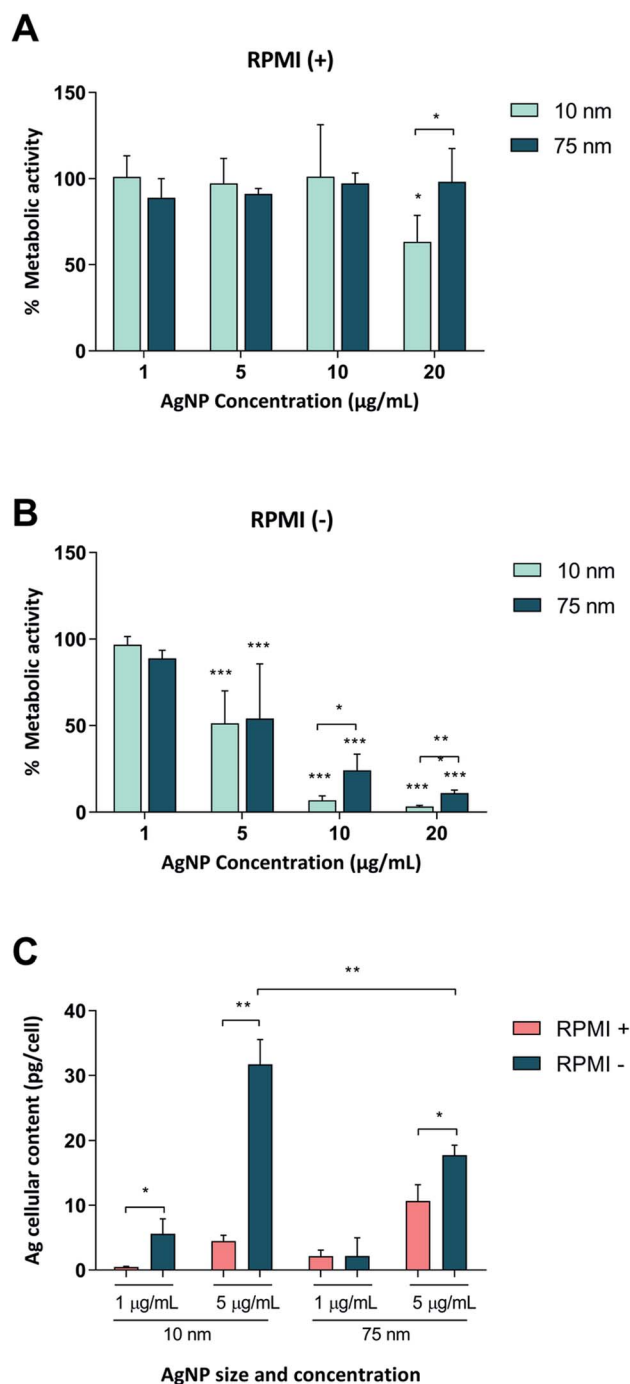 A
RPMI (+)
150
100
50
0
% Metabolic activity
*
*
1 5 10 20
AgNP Concentration (µg/mL)
10 nm
75 nm
B
RPMI (-)
150
100
50
0
% Metabolic activity
*** ***
*
*** ***
**
*
*** ***
1 5 10 20
AgNP Concentration (µg/mL)
10 nm
75 nm
C
40
30
20
10
0
Ag cellular content (pg/cell)
**
**
*
*
1 µg/mL 5 µg/mL 1 µg/mL 5 µg/mL
10 nm 75 nm
AgNP size and concentration
RPMI +
RPMI -